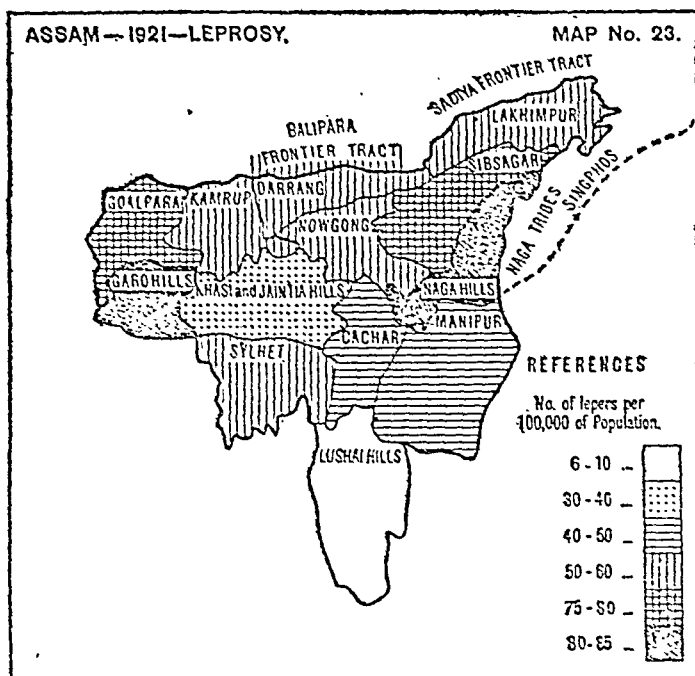 ASSAM—1921—LEPROSY. MAP No. 23.
SADIYA FRONTIER TRACT
LAKHIMPUR
BALIPARA
FRONTIER TRACT
SIBSAGAR
DARRANG
GOALPARA
KAMRUP
NOWGONG
NAGA TRIBES
SINGPHOS
GARO HILLS
KHASI and JAINTIA HILLS
NAGA HILLS
MANIPUR
CACHAR
SYLHET
LUSHAI HILLS
REFERENCES
No. of lepers per
100,000 of Population.
6-10
30-40
40-50
50-60
75-80
80-85